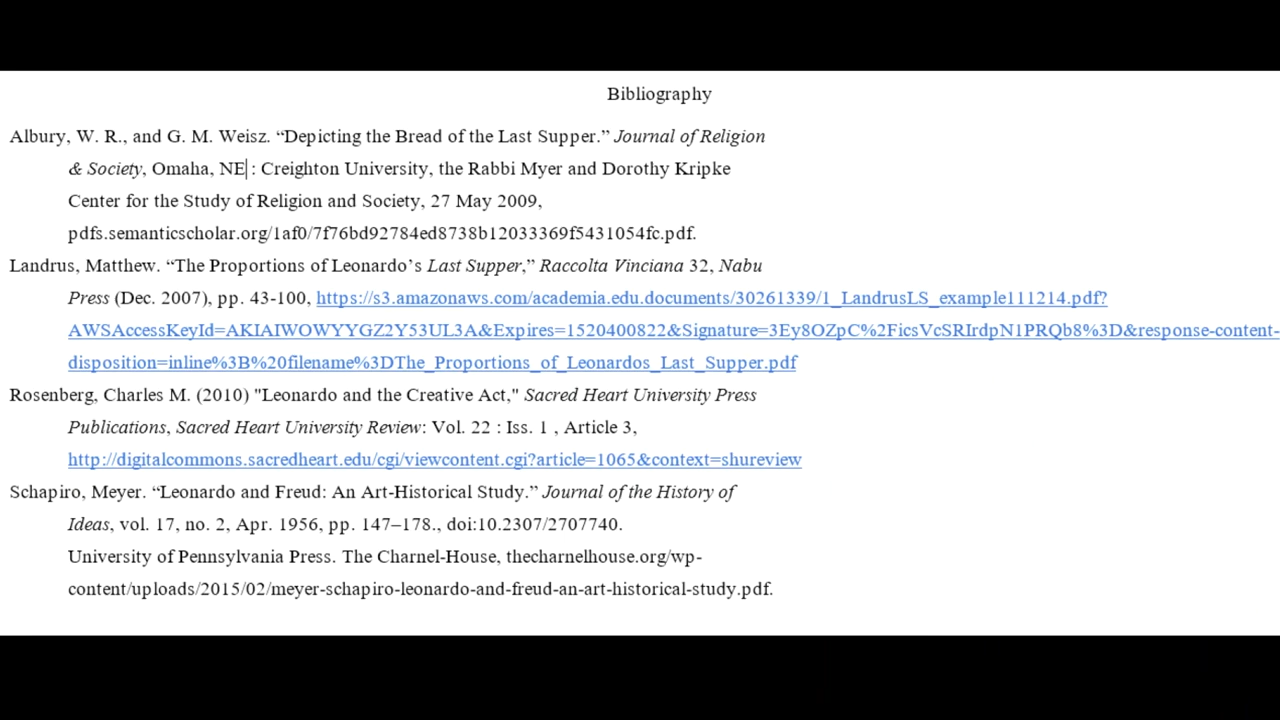 Bibliography
Albury, W. R., and G. M. Weisz. “Depicting the Bread of the Last Supper.” Journal of Religion
& Society, Omaha, NE : Creighton University, the Rabbi Myer and Dorothy Kripke
Center for the Study of Religion and Society, 27 May 2009,
pdfs.semanticscholar.org/1af0/7f76bd92784ed8738b12033369f5431054fc.pdf.
Landrus, Matthew. “The Proportions of Leonardo’s Last Supper,” Raccolta Vinciana 32, Nabu
Press (Dec. 2007), pp. 43-100, https://s3.amazonaws.com/academia.edu.documents/30261339/1_LandrusLS_example111214.pdf?
AWSAccessKeyId=AKIAIWOWYYGZ2Y53UL3A&Expires=1520400822&Signature=3Ey8OZpC%2FicsVcSRIrdpN1PRQb8%3D&response-content-
disposition=inline%3B%20filename%3DThe_Proportions_of_Leonardos_Last_Supper.pdf
Rosenberg, Charles M. (2010) "Leonardo and the Creative Act," Sacred Heart University Press
Publications, Sacred Heart University Review: Vol. 22 : Iss. 1 , Article 3,
http://digitalcommons.sacredheart.edu/cgi/viewcontent.cgi?article=1065&context=shureview
Schapiro, Meyer. “Leonardo and Freud: An Art-Historical Study.” Journal of the History of
Ideas, vol. 17, no. 2, Apr. 1956, pp. 147–178., doi:10.2307/2707740.
University of Pennsylvania Press. The Charnel-House, thecharnelhouse.org/wp-
content/uploads/2015/02/meyer-schapiro-leonardo-and-freud-an-art-historical-study.pdf.